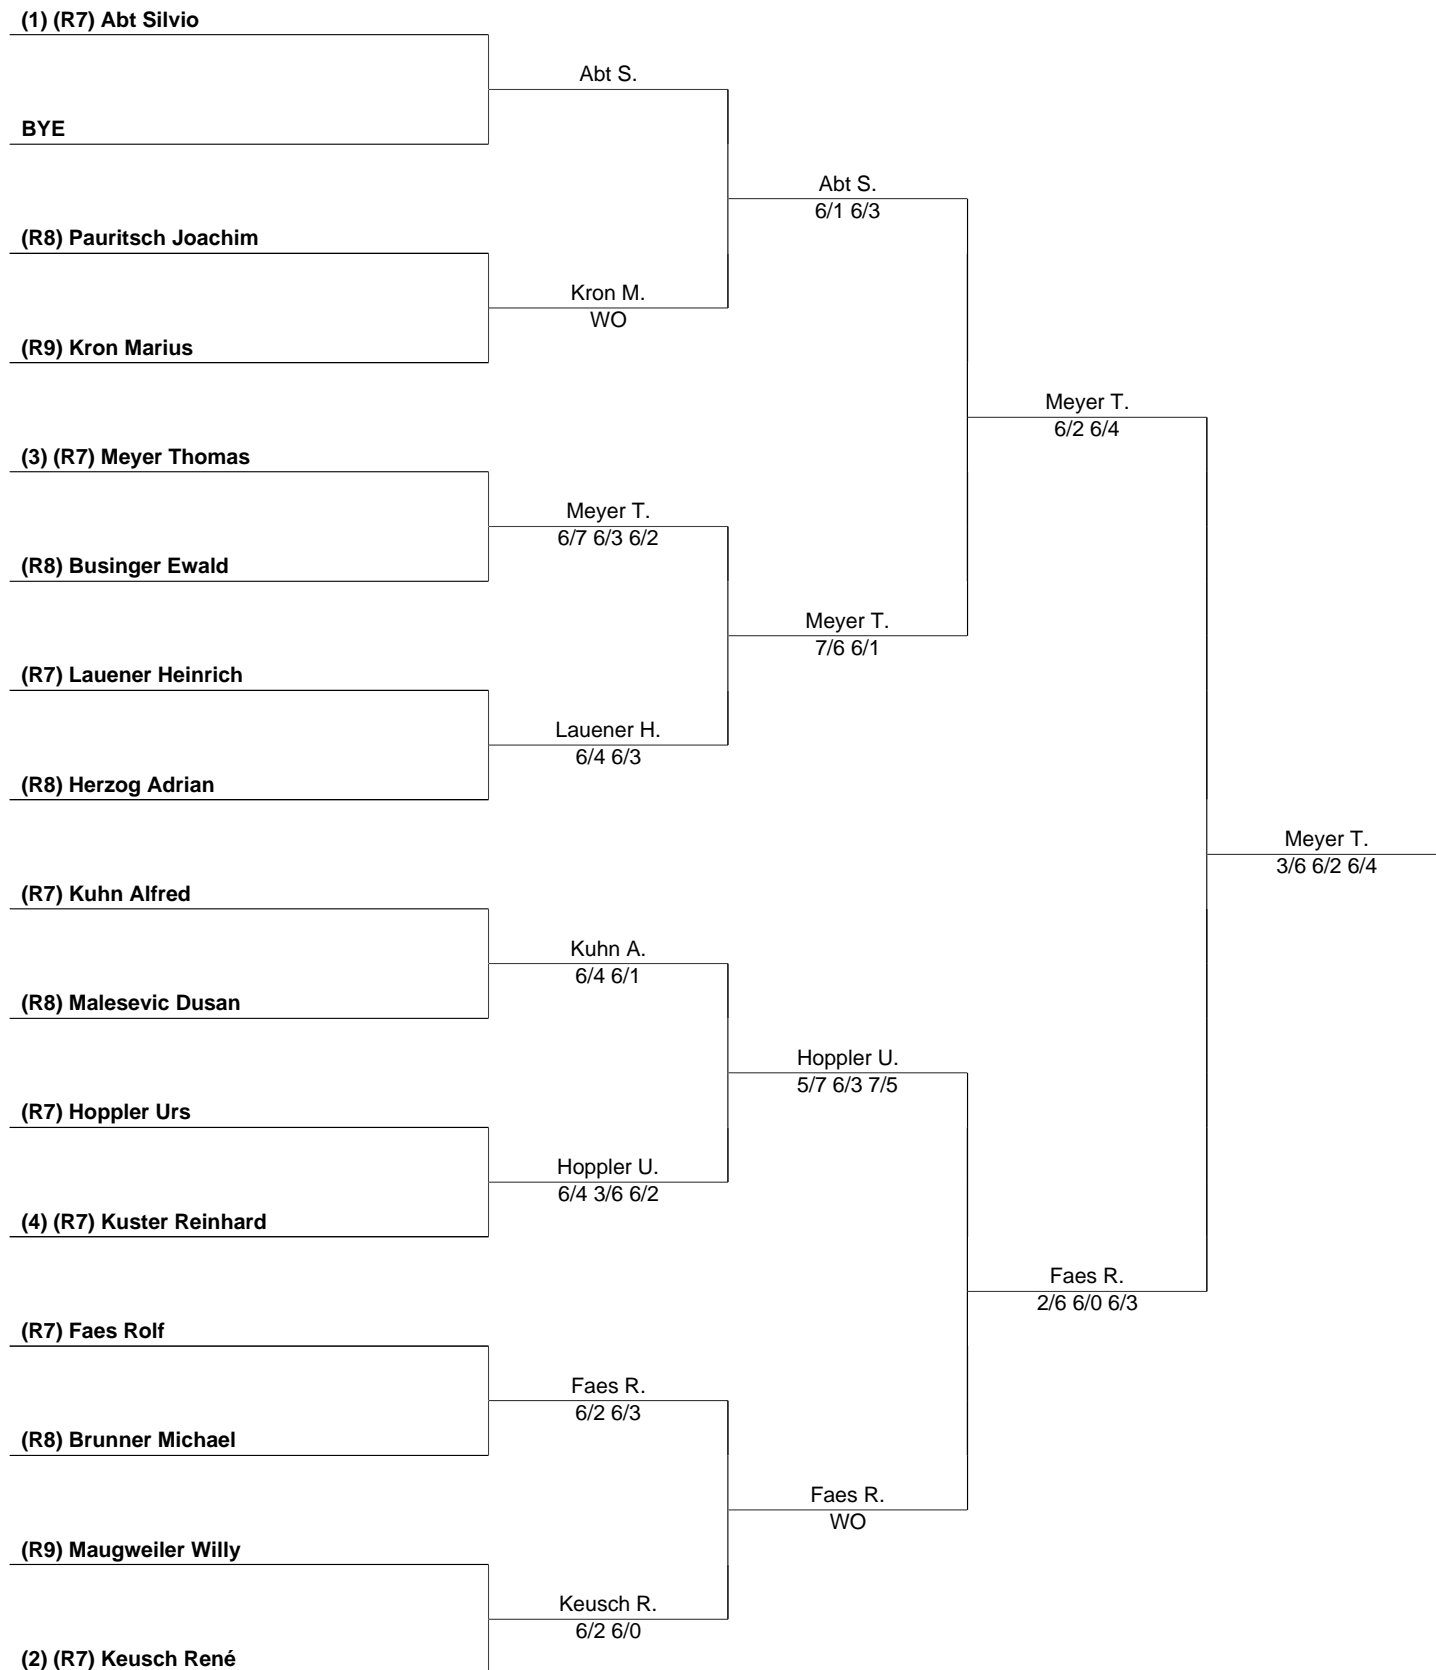 (1) (R7) Abt Silvio
Abt S.
BYE
Abt S.
6/1 6/3
(R8) Pauritsch Joachim
Kron M.
WO
(R9) Kron Marius
Meyer T.
6/2 6/4
(3) (R7) Meyer Thomas
Meyer T.
6/7 6/3 6/2
(R8) Businger Ewald
Meyer T.
7/6 6/1
(R7) Lauener Heinrich
Lauener H.
6/4 6/3
(R8) Herzog Adrian
Meyer T.
3/6 6/2 6/4
(R7) Kuhn Alfred
Kuhn A.
6/4 6/1
(R8) Malesevic Dusan
Hoppler U.
5/7 6/3 7/5
(R7) Hoppler Urs
Hoppler U.
6/4 3/6 6/2
(4) (R7) Kuster Reinhard
Faes R.
2/6 6/0 6/3
(R7) Faes Rolf
Faes R.
6/2 6/3
(R8) Brunner Michael
Faes R.
WO
(R9) Maugweiler Willy
Keusch R.
6/2 6/0
(2) (R7) Keusch René